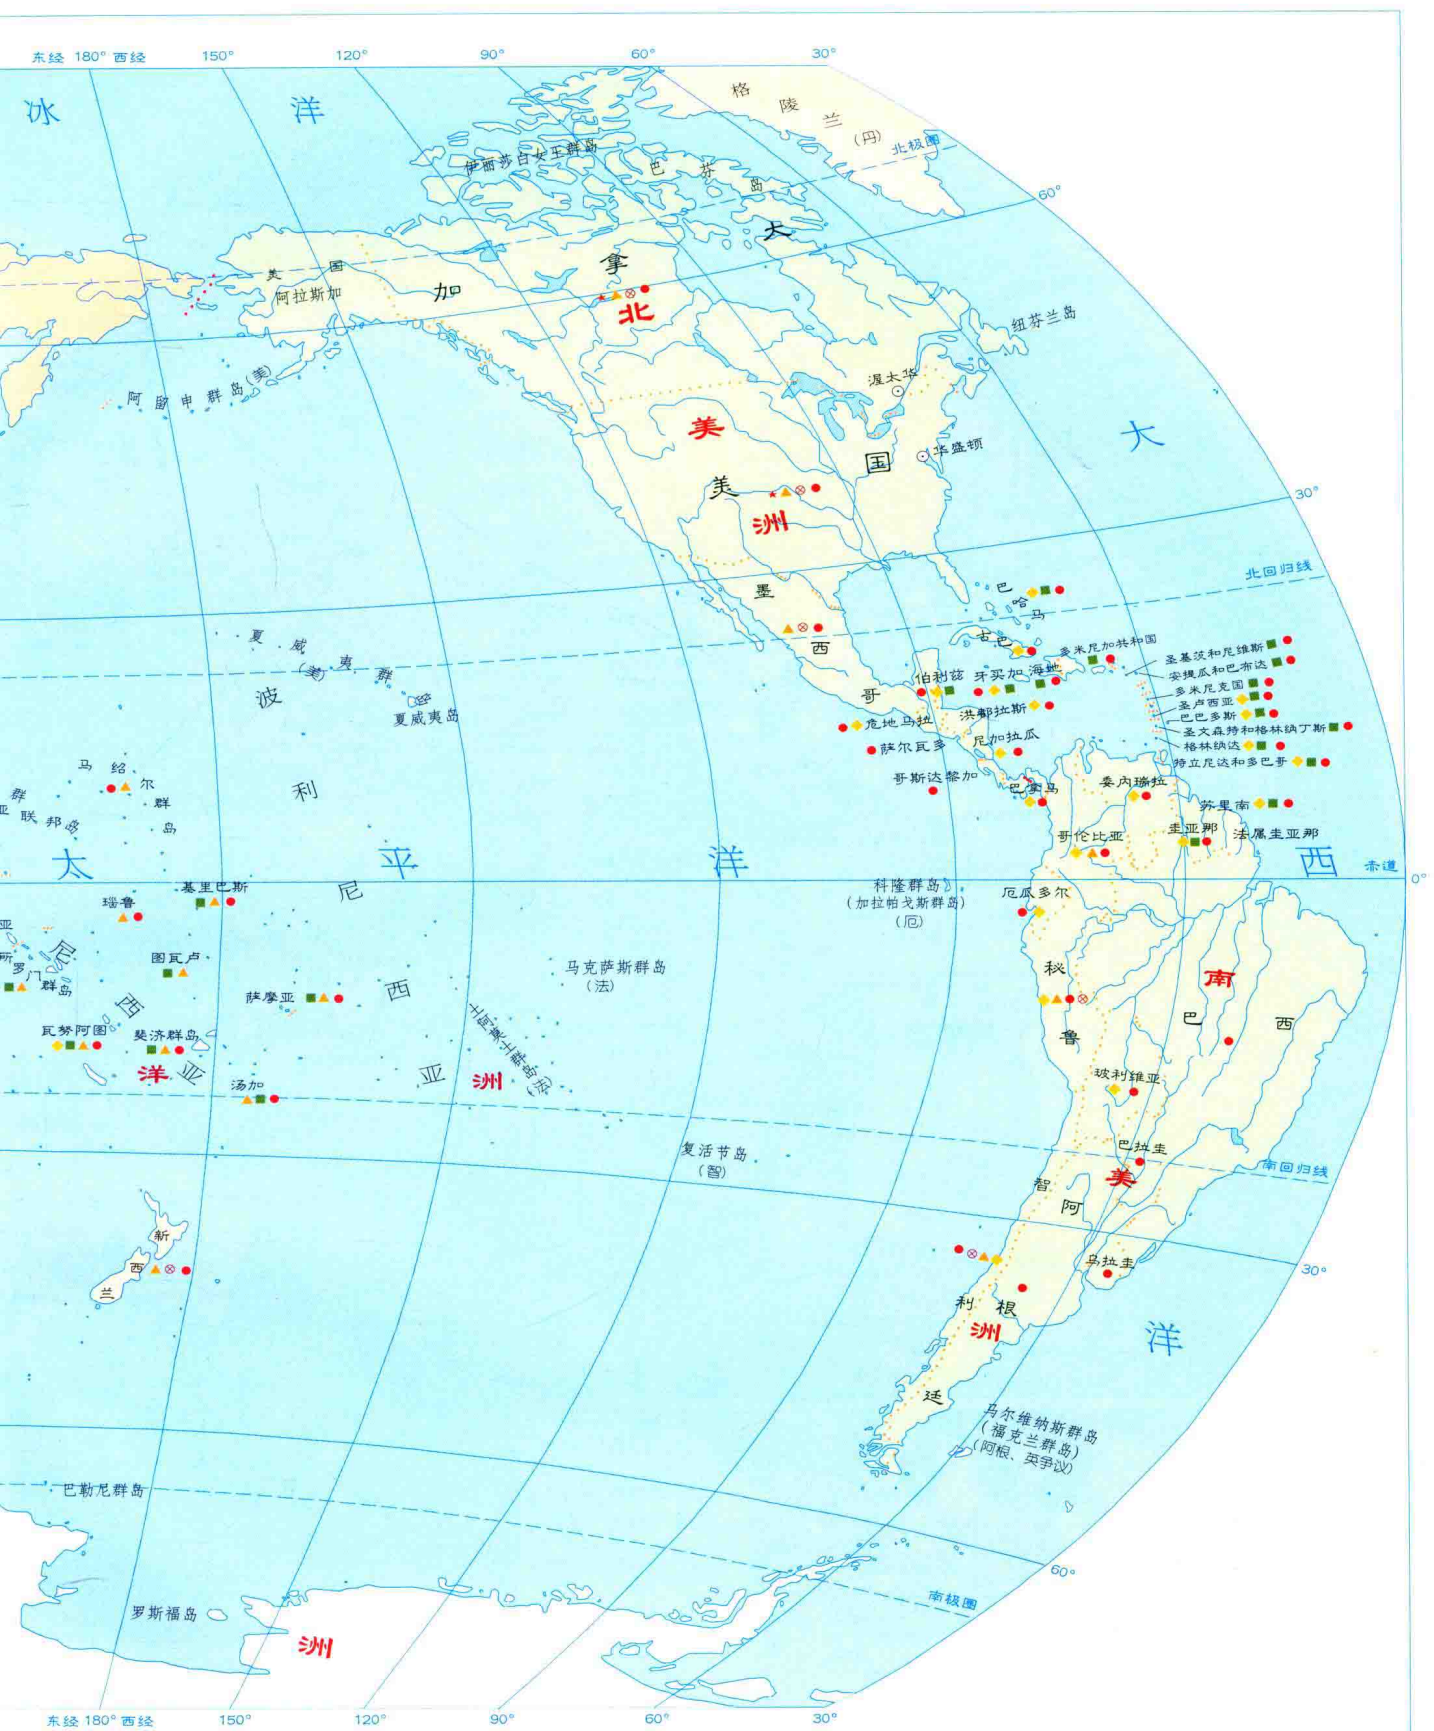 东经 180° 西经
150°
120°
90°
60°
30°
冰 洋
格陵兰
(丹)
北极圈
伊丽莎白女王群岛
巴芬岛
60°
加拿大
美国
阿拉斯加
北
纽芬兰岛
阿留申群岛(美)
渥太华
美
大
美国
华盛顿
30°
洲
北回归线
墨西哥
巴哈马
古巴
多米尼加共和国
圣基茨和尼维斯
安提瓜和巴布达
多米尼克国
圣卢西亚
巴巴多斯
圣文森特和格林纳丁斯
格林纳达
特立尼达和多巴哥
夏威夷群岛
(美)
夏威夷岛
伯利兹
牙买加
海地
危地马拉
洪都拉斯
萨尔瓦多
尼加拉瓜
哥斯达黎加
巴拿马
委内瑞拉
苏里南
哥伦比亚
圭亚那
法属圭亚那
波利尼西亚
马绍尔群岛
群
亚联邦岛
太平洋
西
赤道
0°
基里巴斯
瑙鲁
科隆群岛
(加拉帕戈斯群岛)
(厄)
厄瓜多尔
亚
所罗门群岛
尼西亚
图瓦卢
萨摩亚
马克萨斯群岛
(法)
土阿莫土群岛(法)
秘鲁
南
巴西
瓦努阿图
斐济群岛
洋
洲
汤加
玻利维亚
复活节岛
(智)
巴拉圭
美
南回归线
智利
阿根廷
新西兰
乌拉圭
30°
洲
洋
马尔维纳斯群岛
(福克兰群岛)
(阿根、英争议)
巴勒尼群岛
60°
南极圈
罗斯福岛
洲
东经 180° 西经
150°
120°
90°
60°
30°